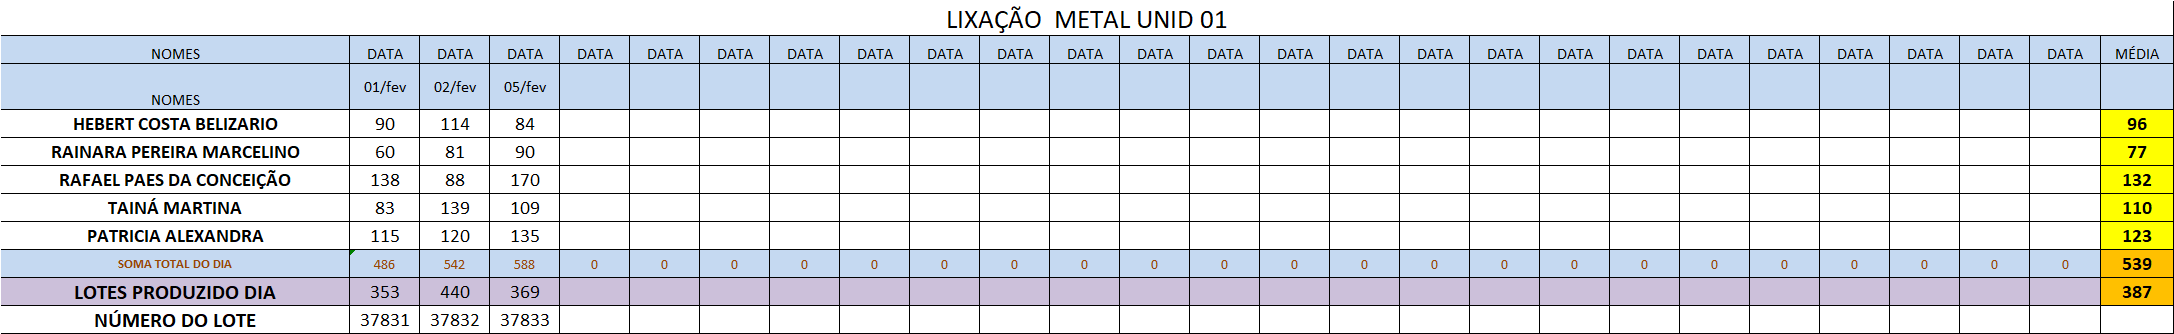 LIXAÇÃO METAL UNID 01
NOMES DATA DATA DATA DATA DATA DATA DATA DATA DATA DATA DATA DATA DATA DATA DATA DATA DATA DATA DATA DATA DATA DATA DATA DATA DATA MÉDIA
NOMES 01/fev 02/fev 05/fev
HEBERT COSTA BELIZARIO 90 114 84 96
RAINARA PEREIRA MARCELINO 60 81 90 77
RAFAEL PAES DA CONCEIÇÃO 138 88 170 132
TAINÁ MARTINA 83 139 109 110
PATRICIA ALEXANDRA 115 120 135 123
SOMA TOTAL DO DIA 486 542 588 0 0 0 0 0 0 0 0 0 0 0 0 0 0 0 0 0 0 0 0 0 0 539
LOTES PRODUZIDO DIA 353 440 369 387
NÚMERO DO LOTE 37831 37832 37833